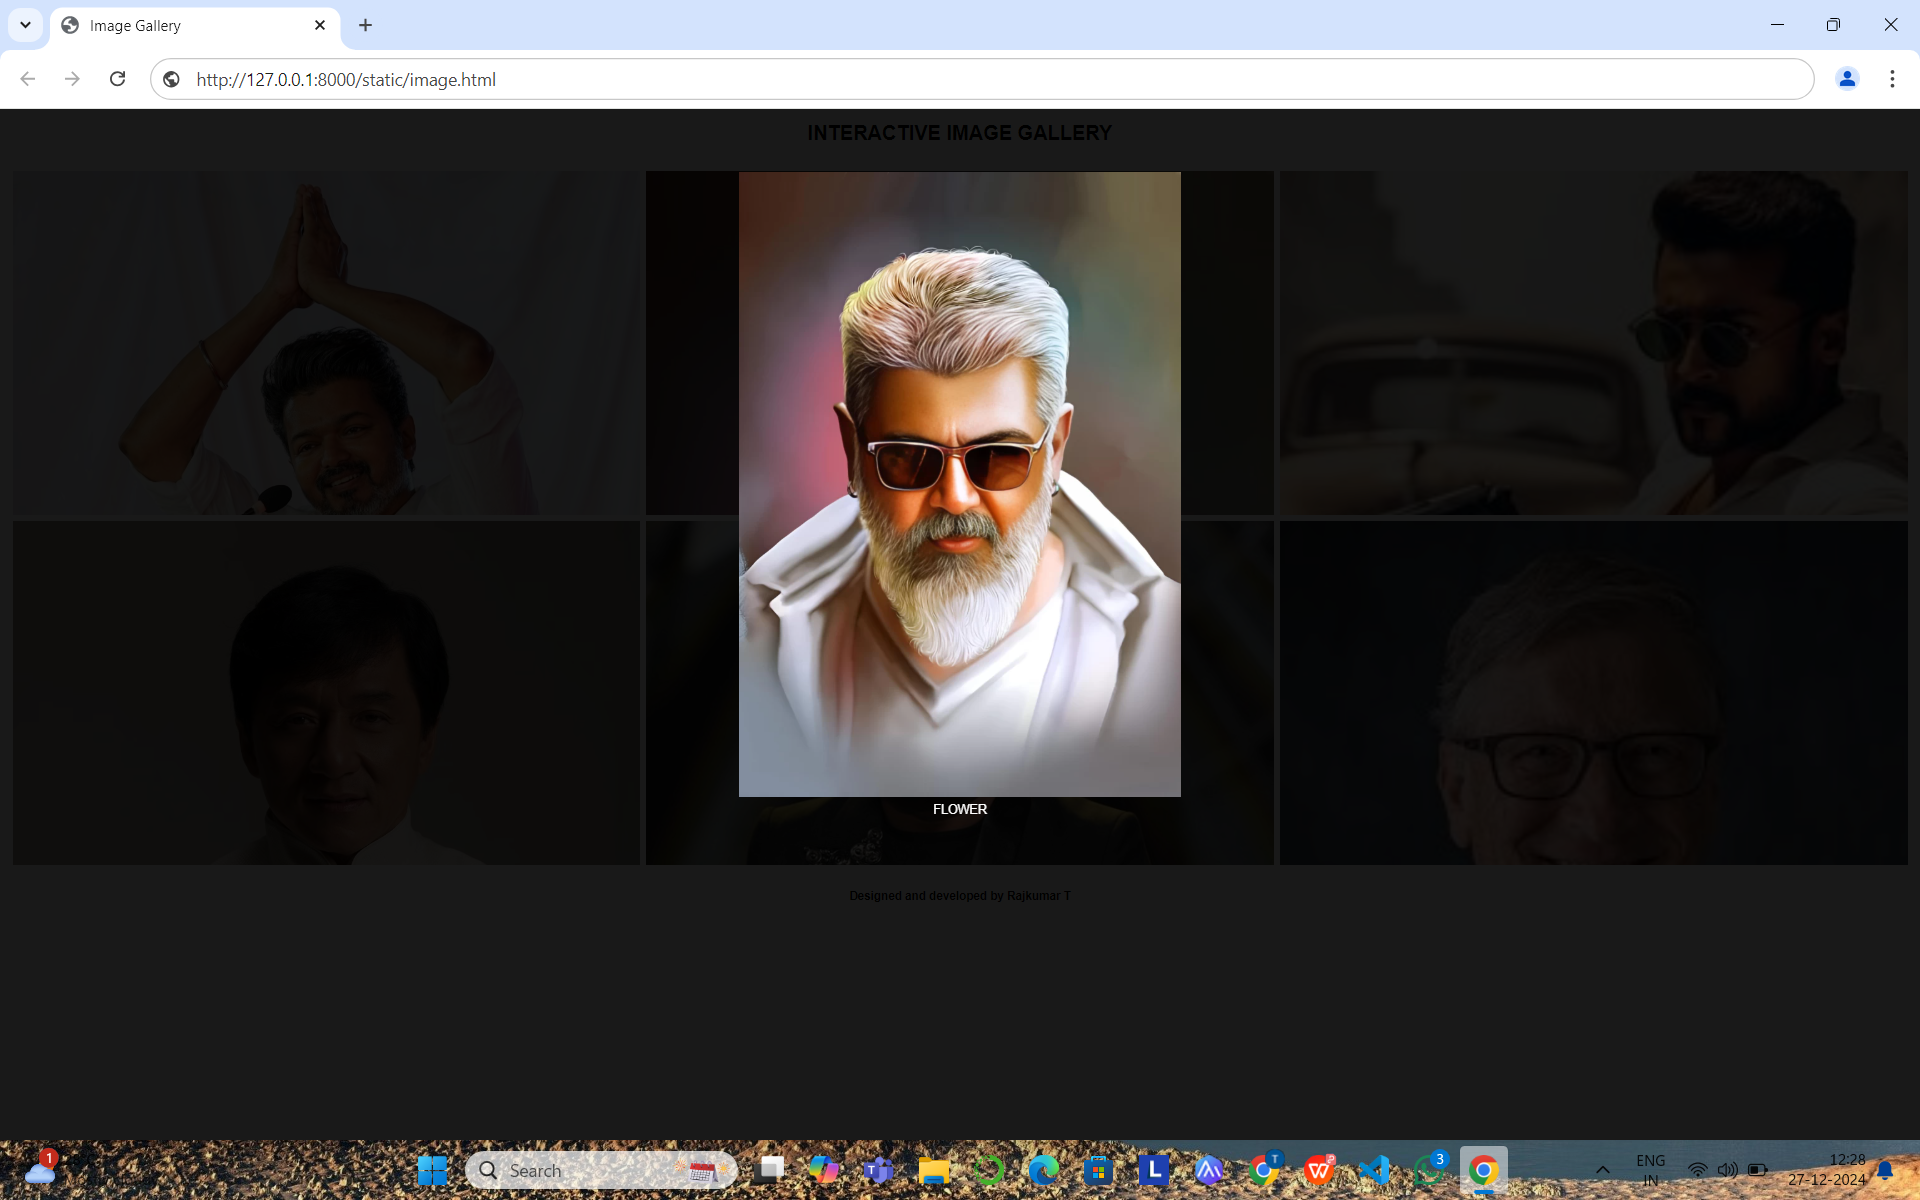 Image Gallery
http://127.0.0.1:8000/static/image.html
INTERACTIVE IMAGE GALLERY
FLOWER
Designed and developed by Rajkumar T
1
Search
T
L
T
W
P
3
ENG
IN
12:28
27-12-2024